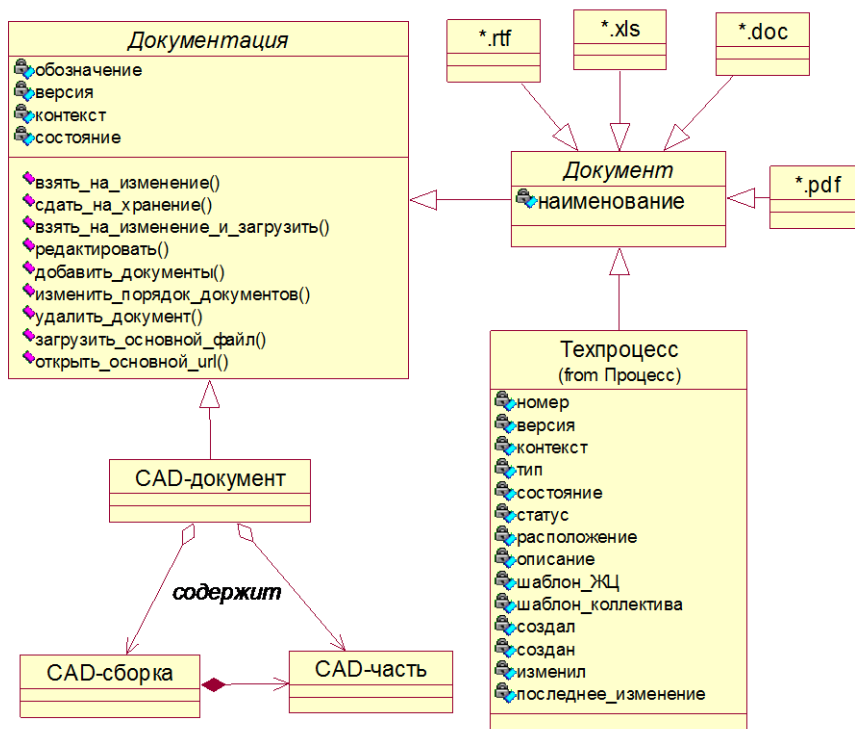 Документация
обозначение
версия
контекст
состояние
взять_на_изменение()
сдать_на_хранение()
взять_на_изменение_и_загрузить()
редактировать()
добавить_документы()
изменить_порядок_документов()
удалить_документ()
загрузить_основной_файл()
открыть_основной_url()
*.rtf
*.xls
*.doc
Документ
наименование
*.pdf
Техпроцесс
(from Процесс)
номер
версия
контекст
тип
состояние
статус
расположение
описание
шаблон_ЖЦ
шаблон_коллектива
создал
создан
изменил
последнее_изменение
CAD-документ
содержит
CAD-сборка
CAD-часть